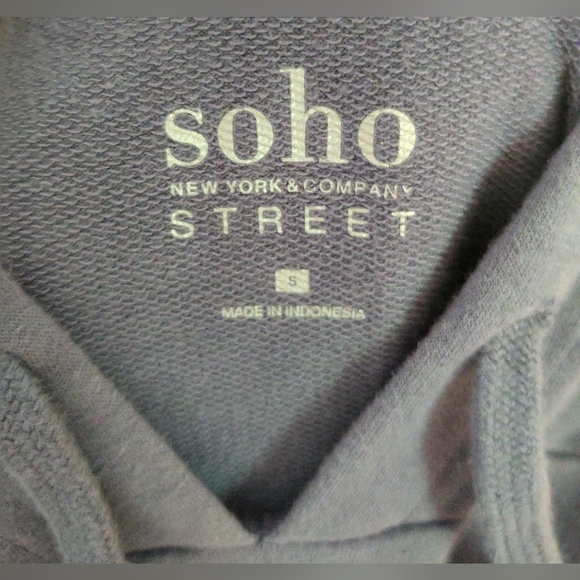 soho
NEW YORK & COMPANY
STREET
S
MADE IN INDONESIA